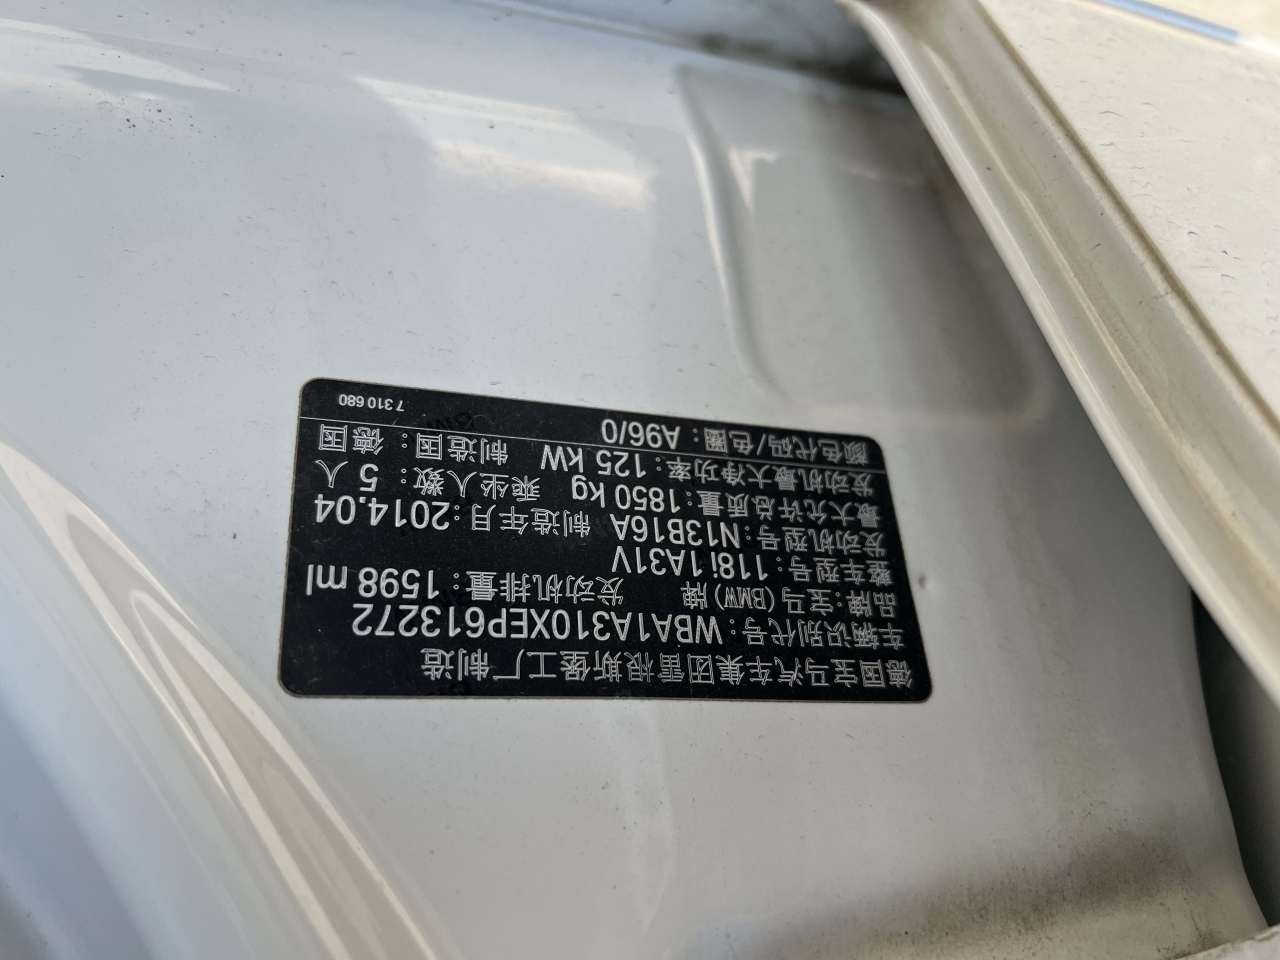 德国宝马汽车集团雷根斯堡工厂制造
车辆识别代号：WBA1A310XEP613272
品牌：宝马(BMW)牌 发动机排量：1598 ml
整车型号：118i 1A31V
发动机型号：N13B16A 制造年月：2014.04
最大允许总质量：1850 kg 乘坐人数：5 人
发动机最大净功率：125 kW 制造国：德国
颜色代码/色圈：A96/0
7 310 680